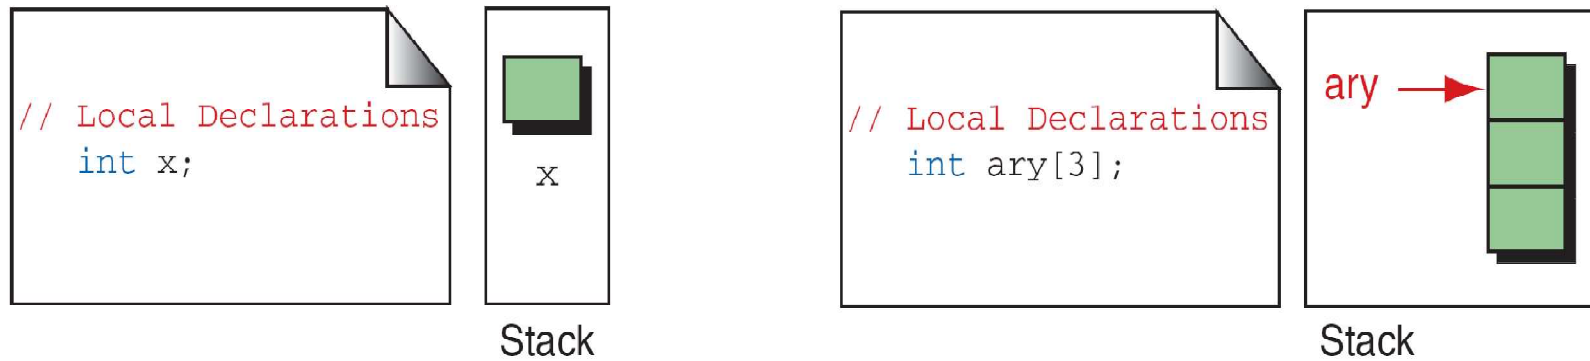 // Local Declarations
int x;
x
Stack
// Local Declarations
int ary[3];
ary
Stack